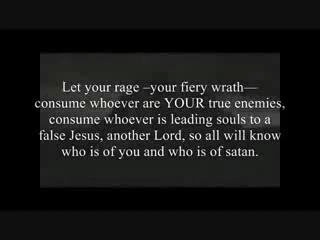 Let your rage –your fiery wrath—
consume whoever are YOUR true enemies,
consume whoever is leading souls to a
false Jesus, another Lord, so all will know
who is of you and who is of satan.